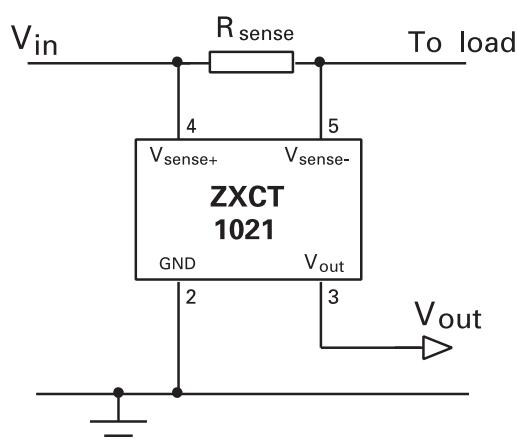 Vin
Rsense
To load
4
5
Vsense+
Vsense-
ZXCT
1021
GND
Vout
2
3
Vout